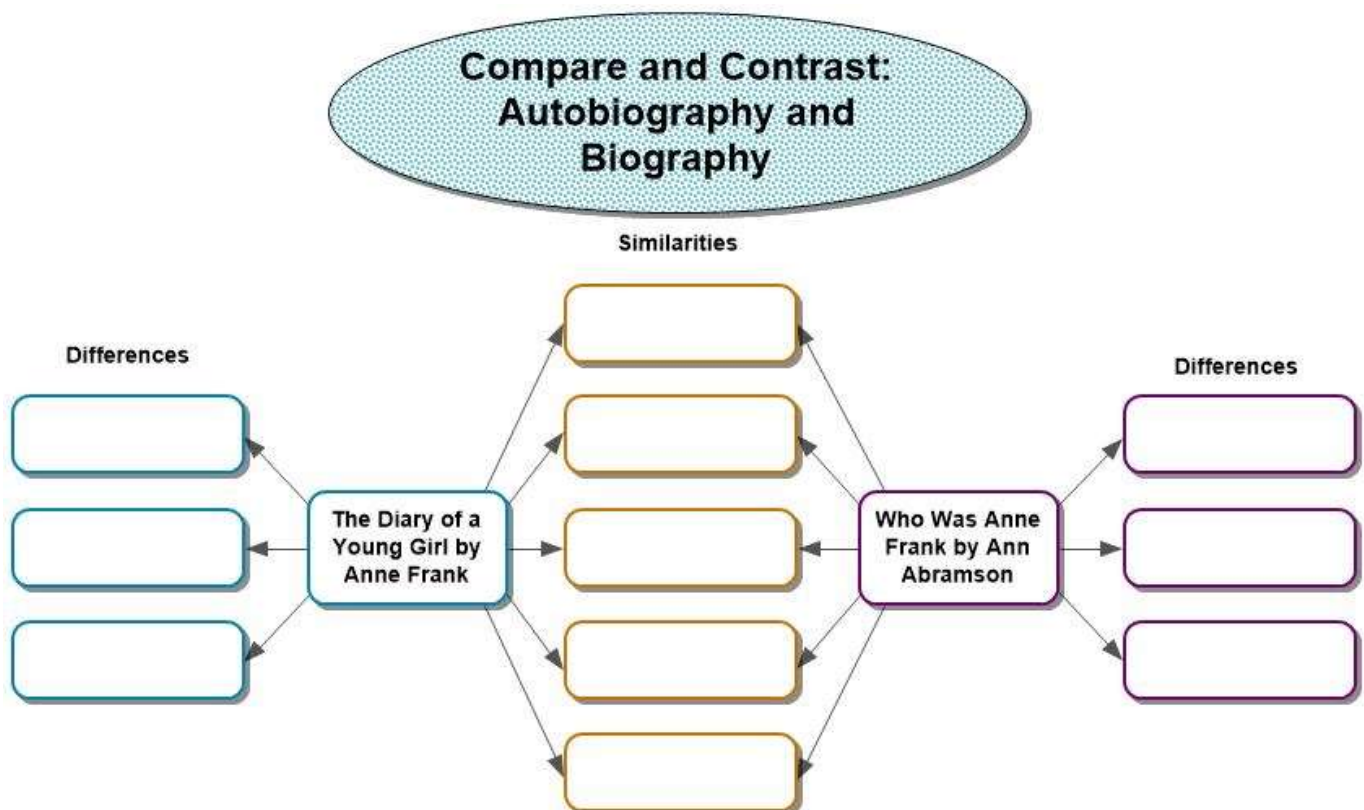 Compare and Contrast:
Autobiography and
Biography
Similarities
Differences
Differences
The Diary of a
Young Girl by
Anne Frank
Who Was Anne
Frank by Ann
Abramson